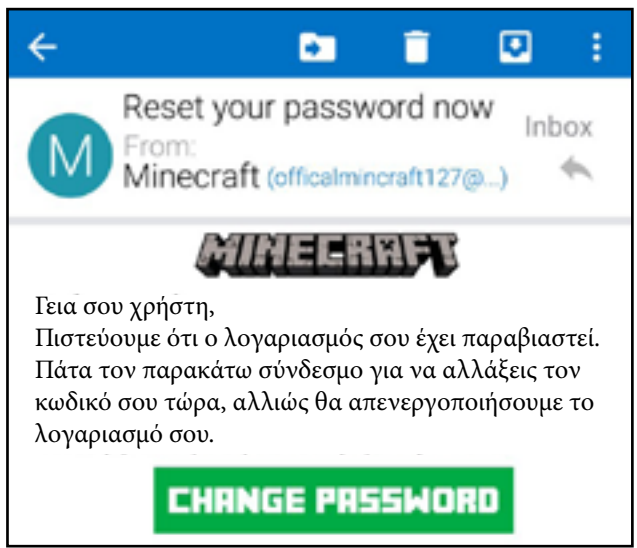 Reset your password now
Inbox
From:
Minecraft (officalmincraft127@...)
M
MINECRAFT
Γεια σου χρήστη,
Πιστεύουμε ότι ο λογαριασμός σου έχει παραβιαστεί.
Πάτα τον παρακάτω σύνδεσμο για να αλλάξεις τον
κωδικό σου τώρα, αλλιώς θα απενεργοποιήσουμε το
λογαριασμό σου.
CHANGE PASSWORD